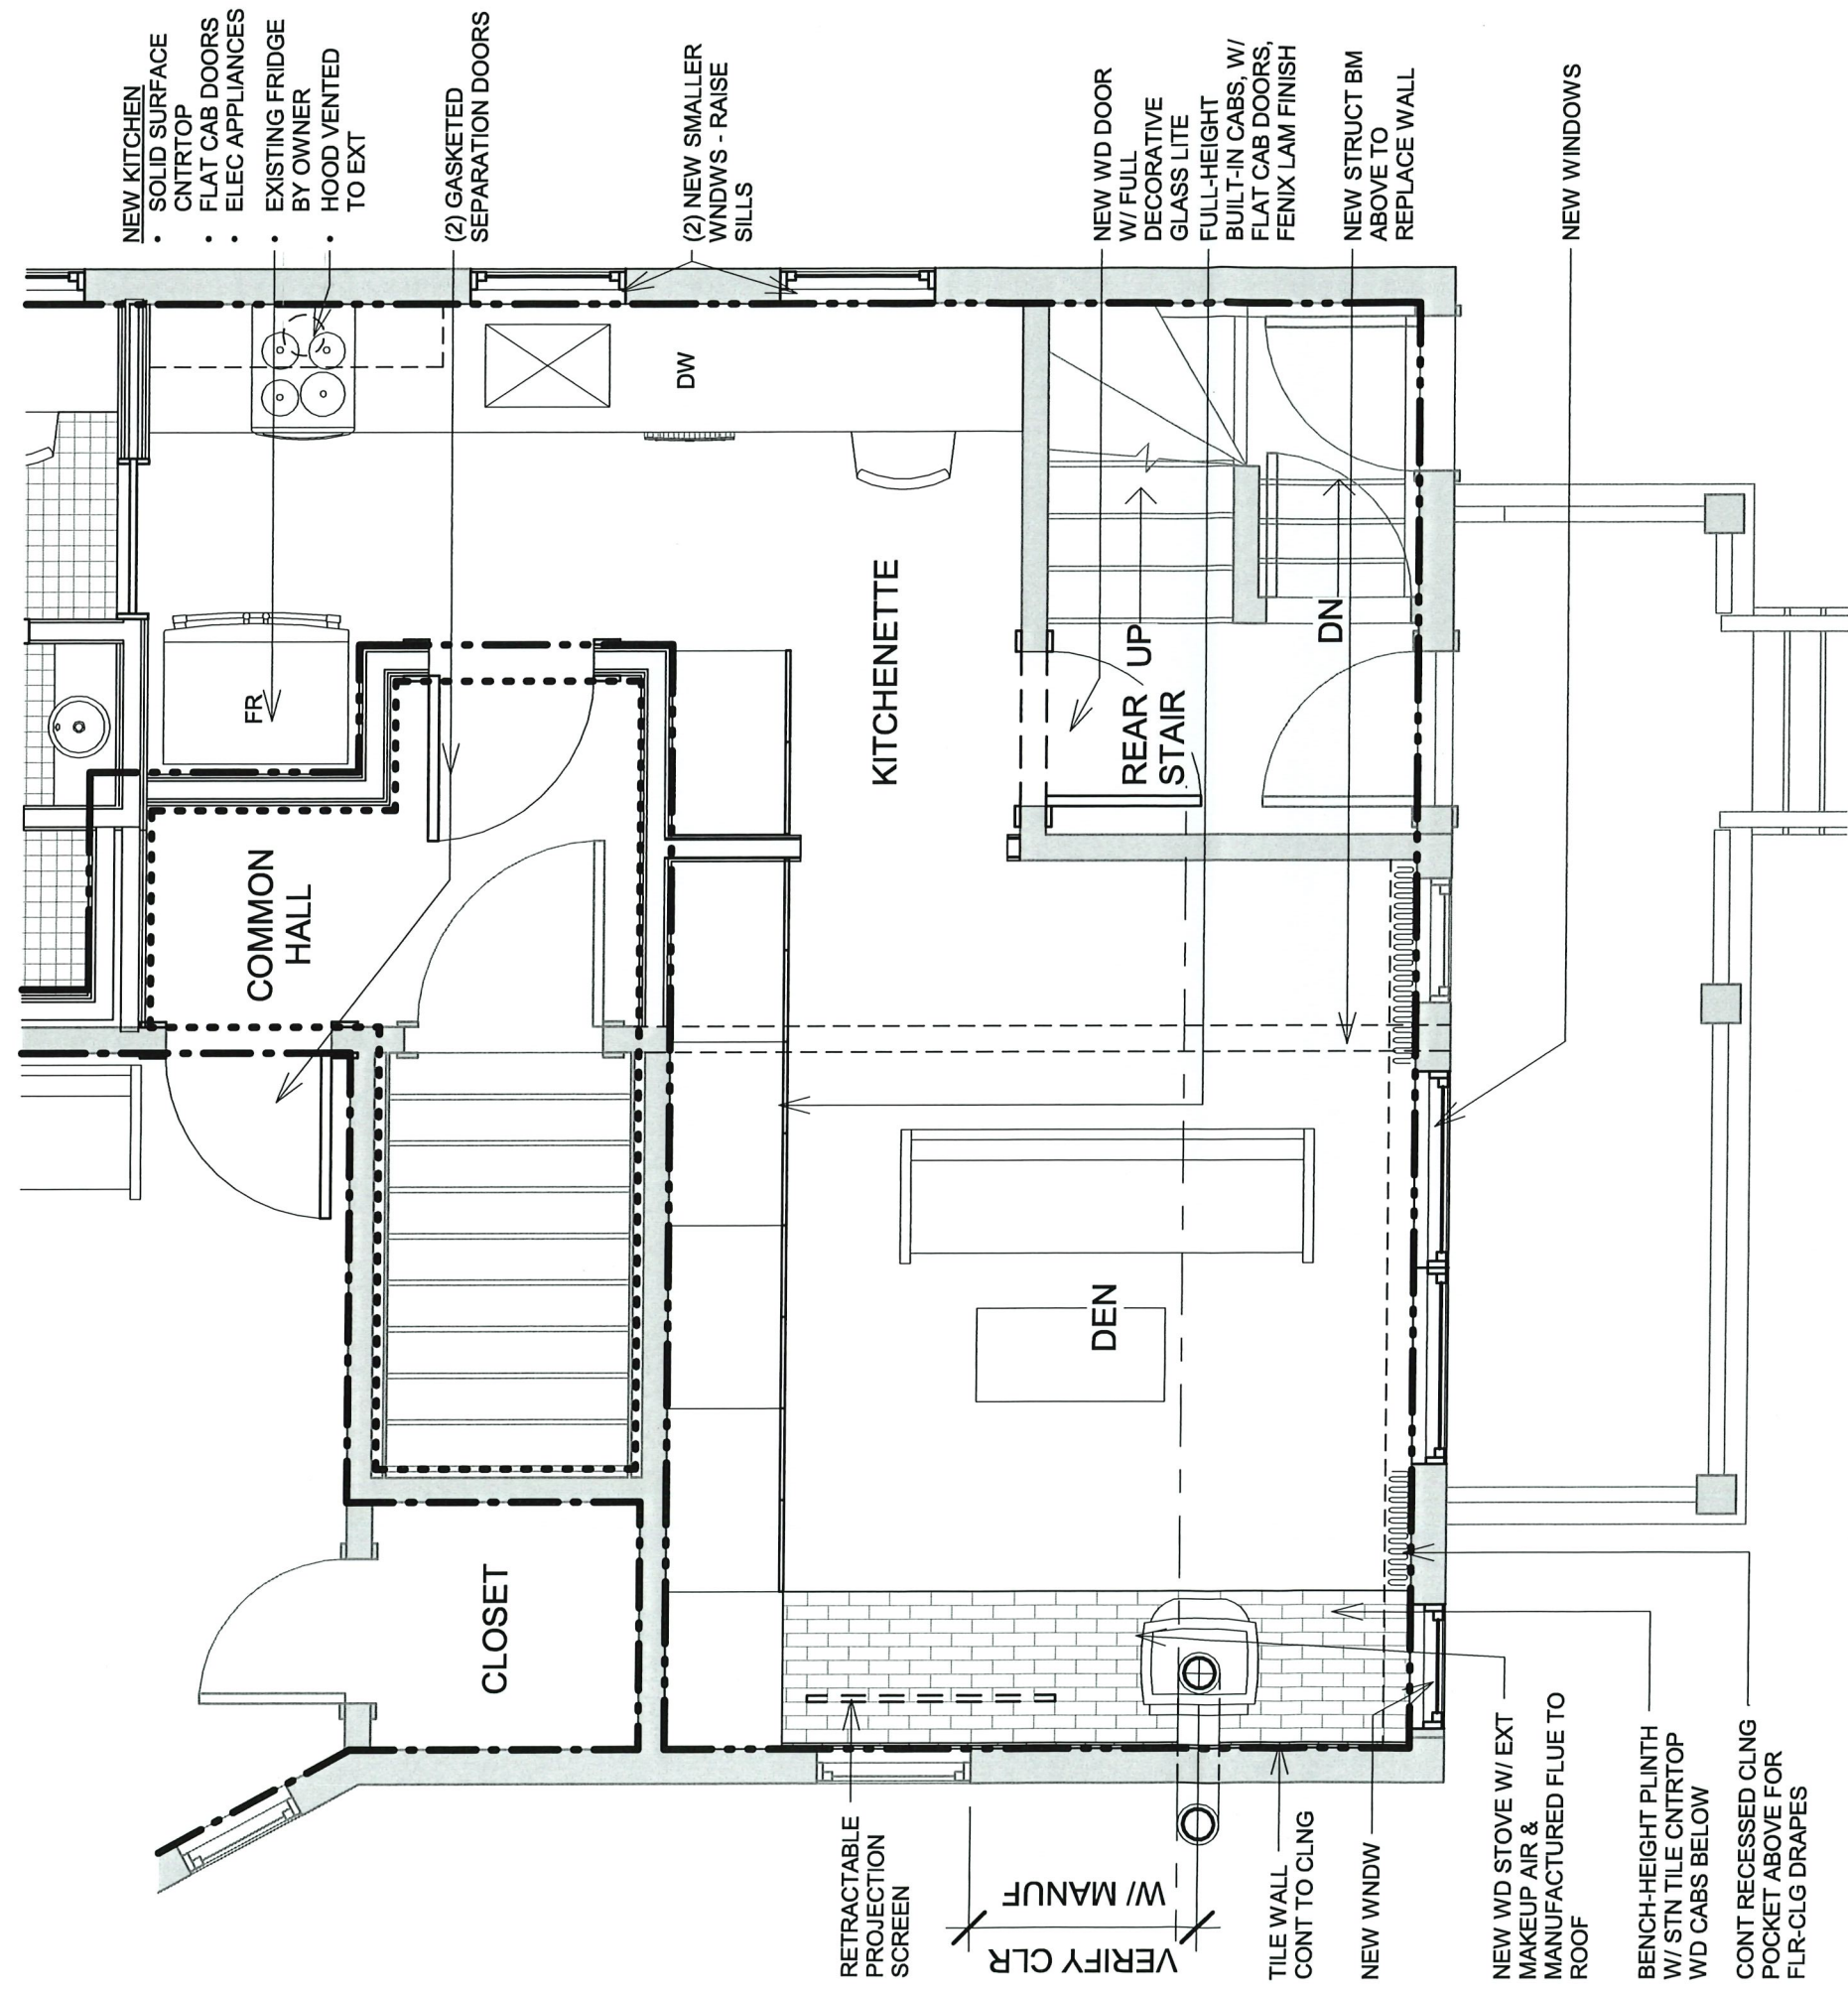 NEW KITCHEN
• SOLID SURFACE
CNTRTOP
• FLAT CAB DOORS
• ELEC APPLIANCES
• EXISTING FRIDGE
BY OWNER
• HOOD VENTED
TO EXT
(2) GASKETED
SEPARATION DOORS
(2) NEW SMALLER
WNDWS - RAISE
SILLS
NEW WD DOOR
W/ FULL
DECORATIVE
GLASS LITE
FULL-HEIGHT
BUILT-IN CABS, W/
FLAT CAB DOORS,
FENIX LAM FINISH
NEW STRUCT BM
ABOVE TO
REPLACE WALL
NEW WINDOWS
DW
FR
KITCHENETTE
UP
DN
REAR
STAIR
COMMON
HALL
DEN
CLOSET
RETRACTABLE
PROJECTION
SCREEN
VERIFY CLR
W/ MANUF
TILE WALL
CONT TO CLNG
NEW WNDW
NEW WD STOVE W/ EXT
MAKEUP AIR &
MANUFACTURED FLUE TO
ROOF
BENCH-HEIGHT PLINTH
W/ STN TILE CNTRTOP
WD CABS BELOW
CONT RECESSED CLNG
POCKET ABOVE FOR
FLR-CLG DRAPES